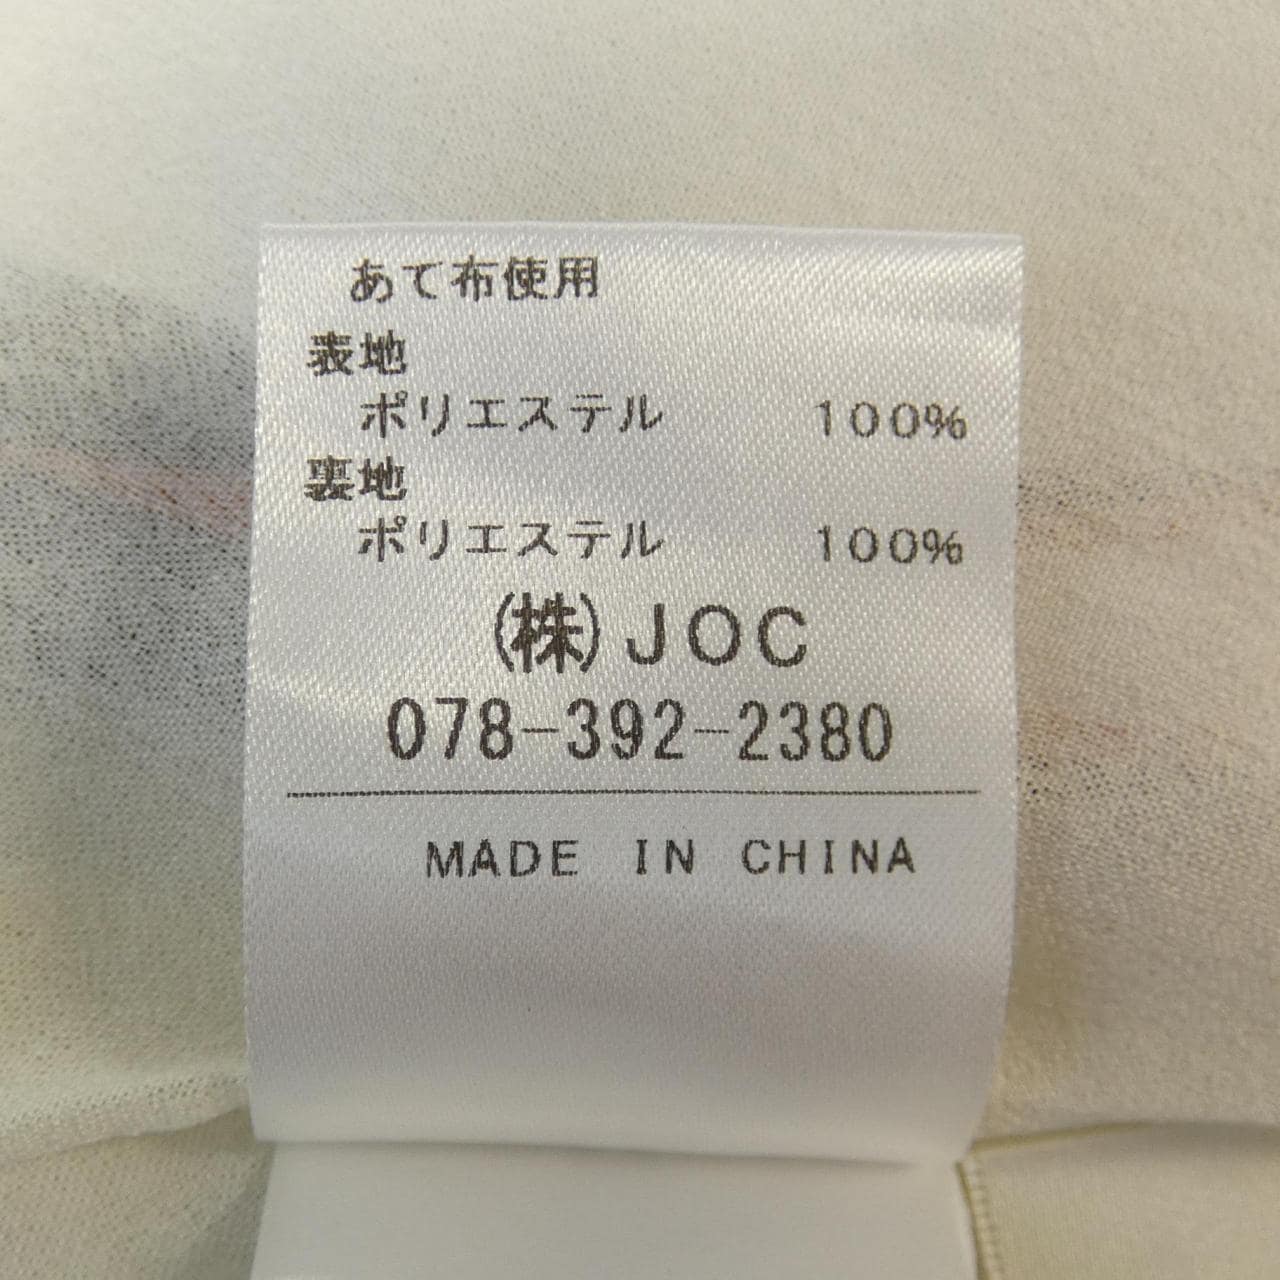 あて布使用
表地
ポリエステル 100%
裏地
ポリエステル 100%
(株)JOC
078-392-2380
MADE IN CHINA